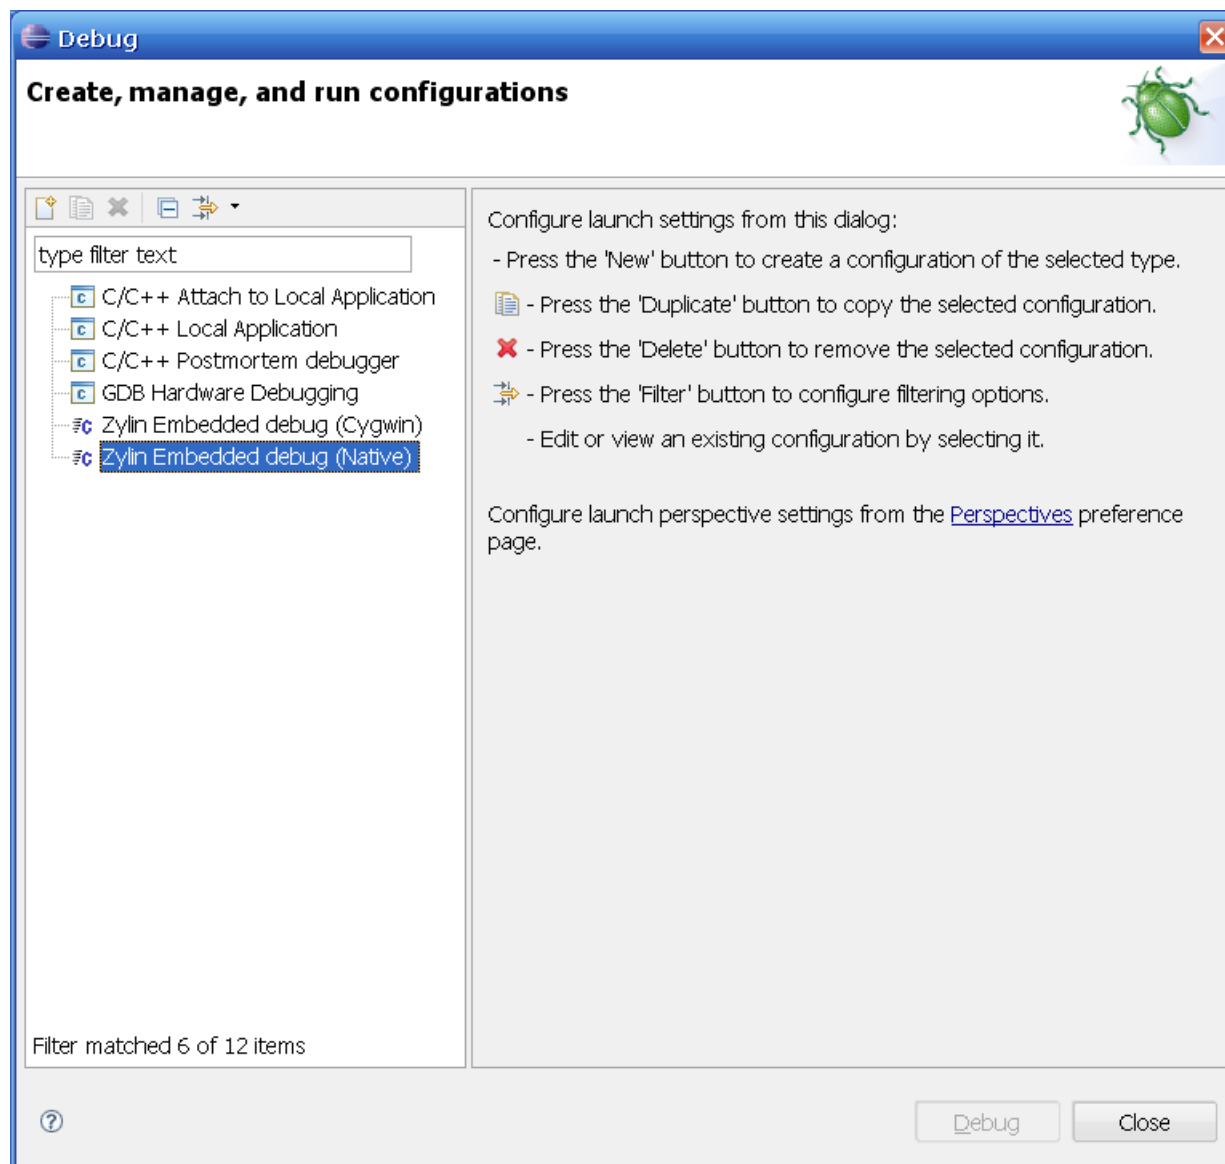 Debug
Create, manage, and run configurations
type filter text
C/C++ Attach to Local Application
C/C++ Local Application
C/C++ Postmortem debugger
GDB Hardware Debugging
Zylin Embedded debug (Cygwin)
Zylin Embedded debug (Native)
Filter matched 6 of 12 items
Configure launch settings from this dialog:
- Press the 'New' button to create a configuration of the selected type.
- Press the 'Duplicate' button to copy the selected configuration.
- Press the 'Delete' button to remove the selected configuration.
- Press the 'Filter' button to configure filtering options.
- Edit or view an existing configuration by selecting it.
Configure launch perspective settings from the Perspectives preference
page.
Debug
Close